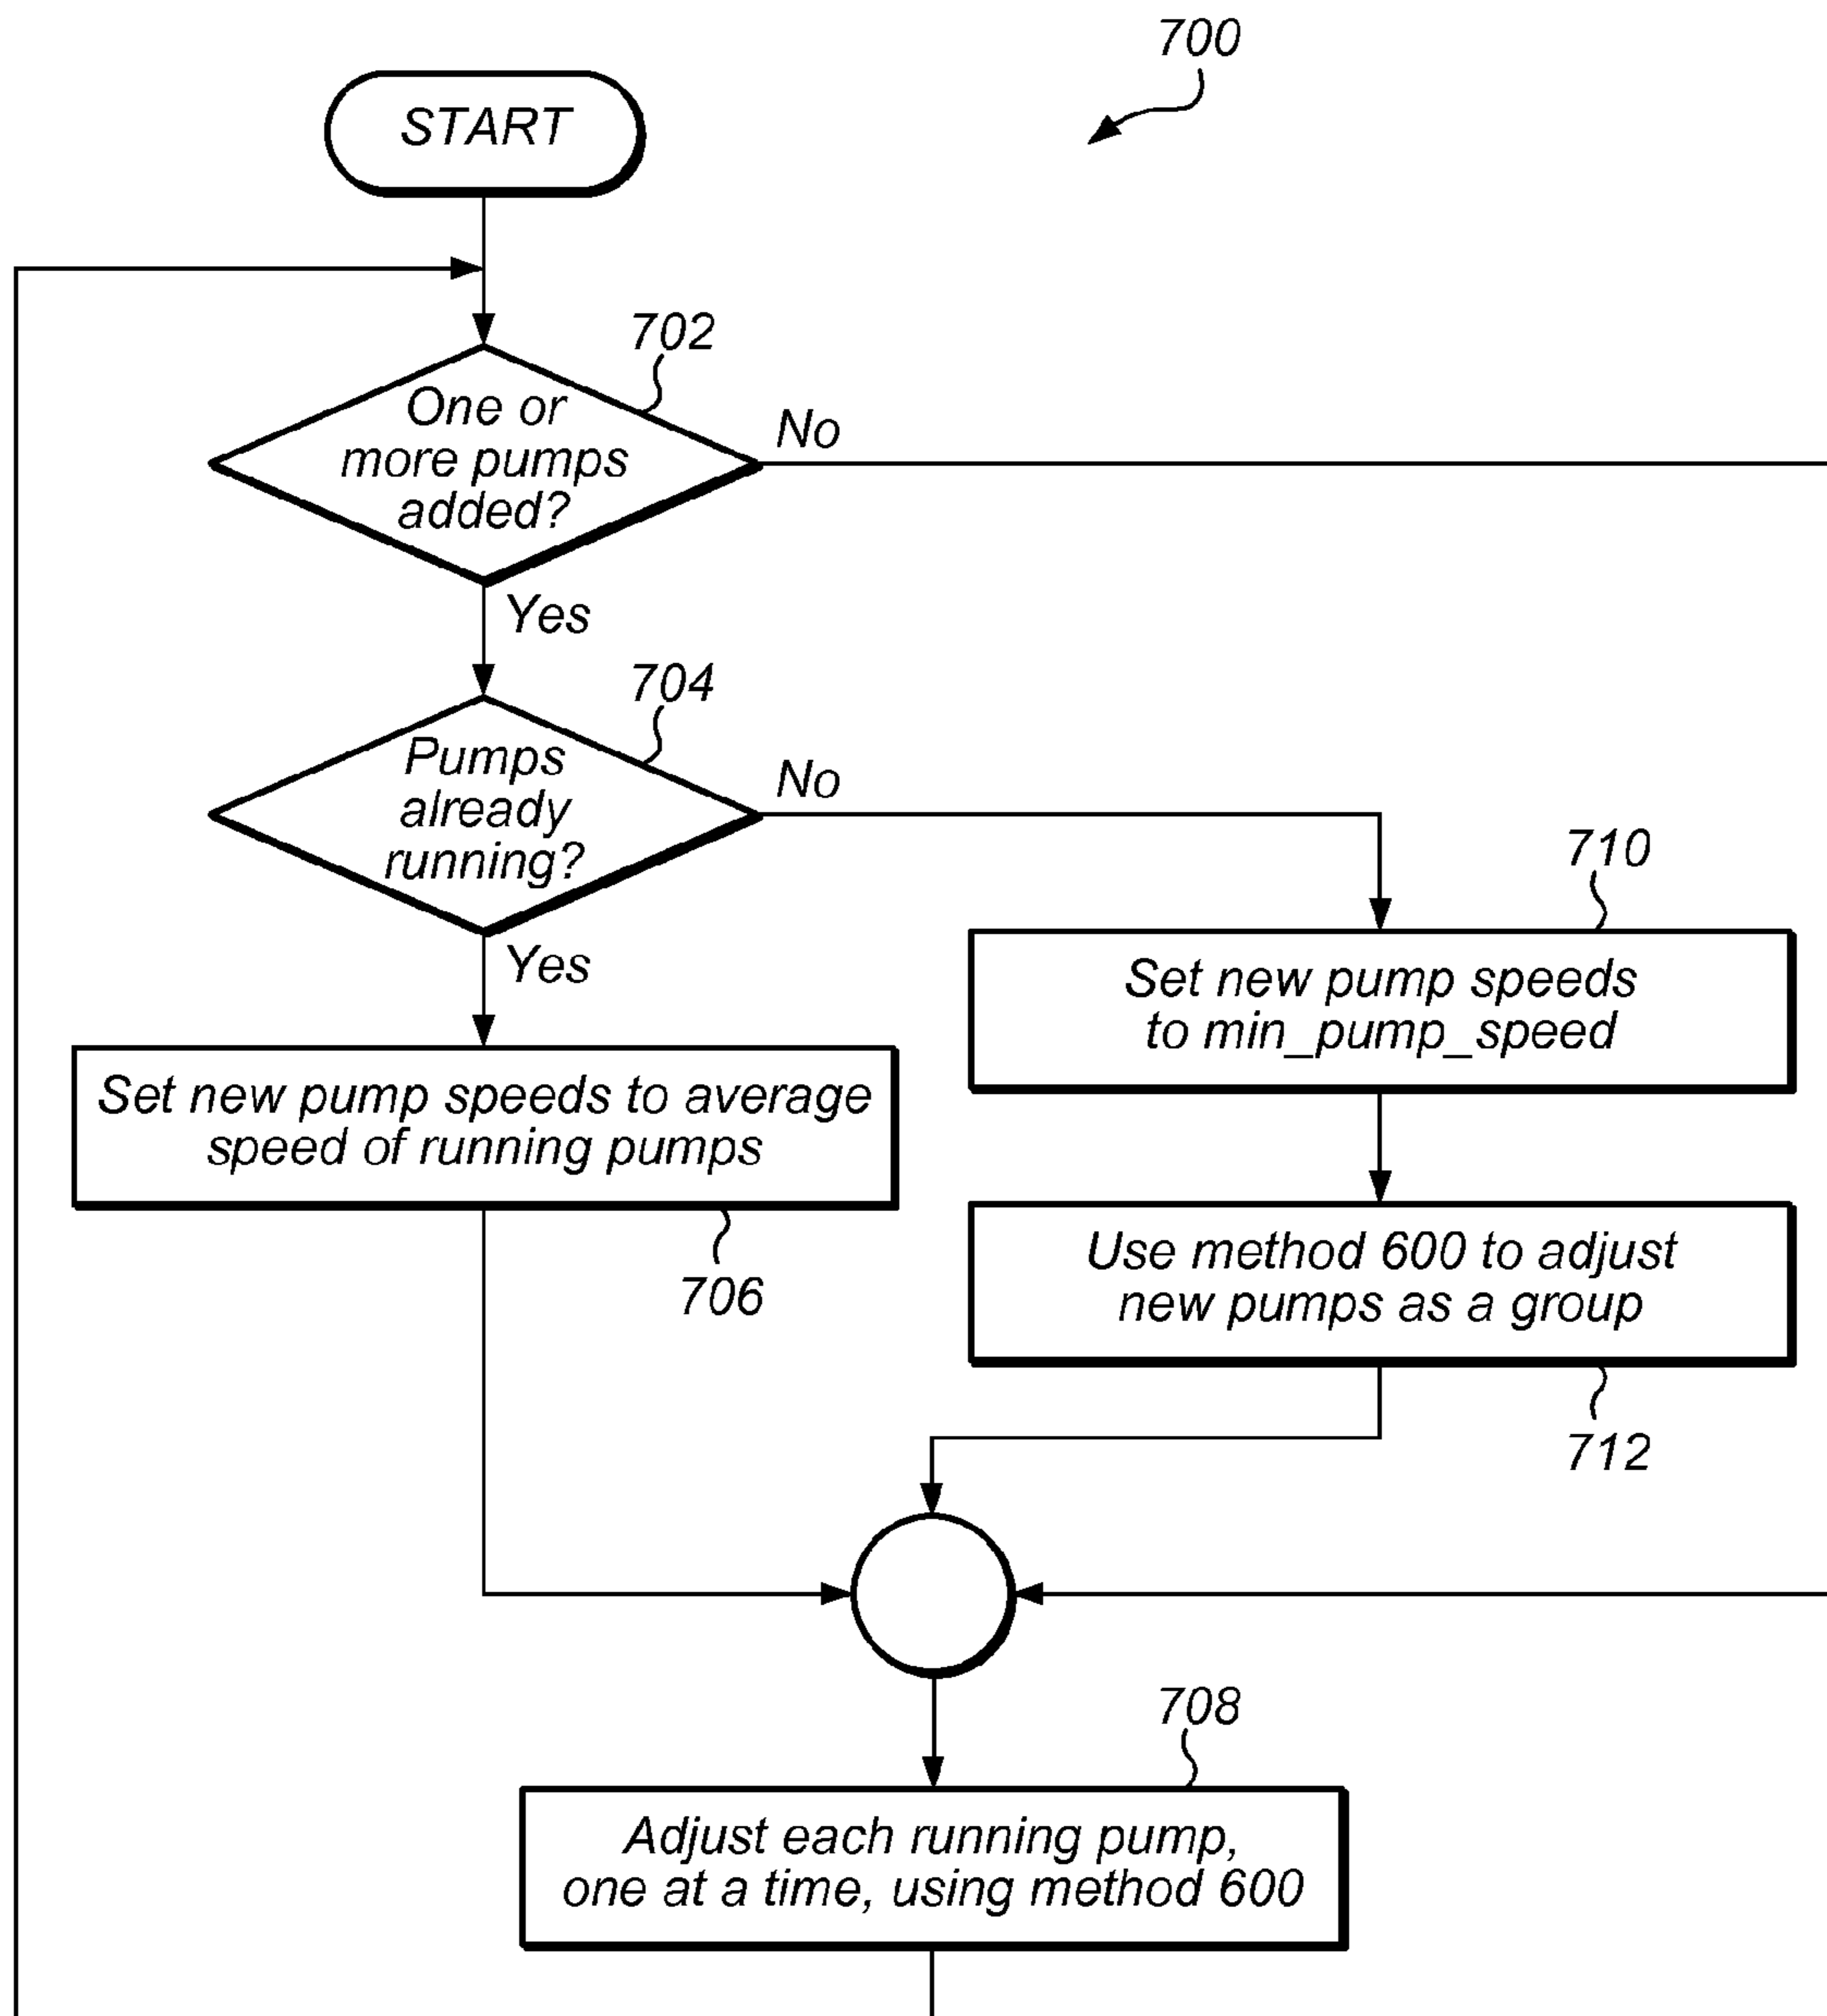 700
START
702
One or
more pumps
added?
No
Yes
704
Pumps
already
running?
No
Yes
710
Set new pump speeds
to min_pump_speed
Set new pump speeds to average
speed of running pumps
706
Use method 600 to adjust
new pumps as a group
712
708
Adjust each running pump,
one at a time, using method 600